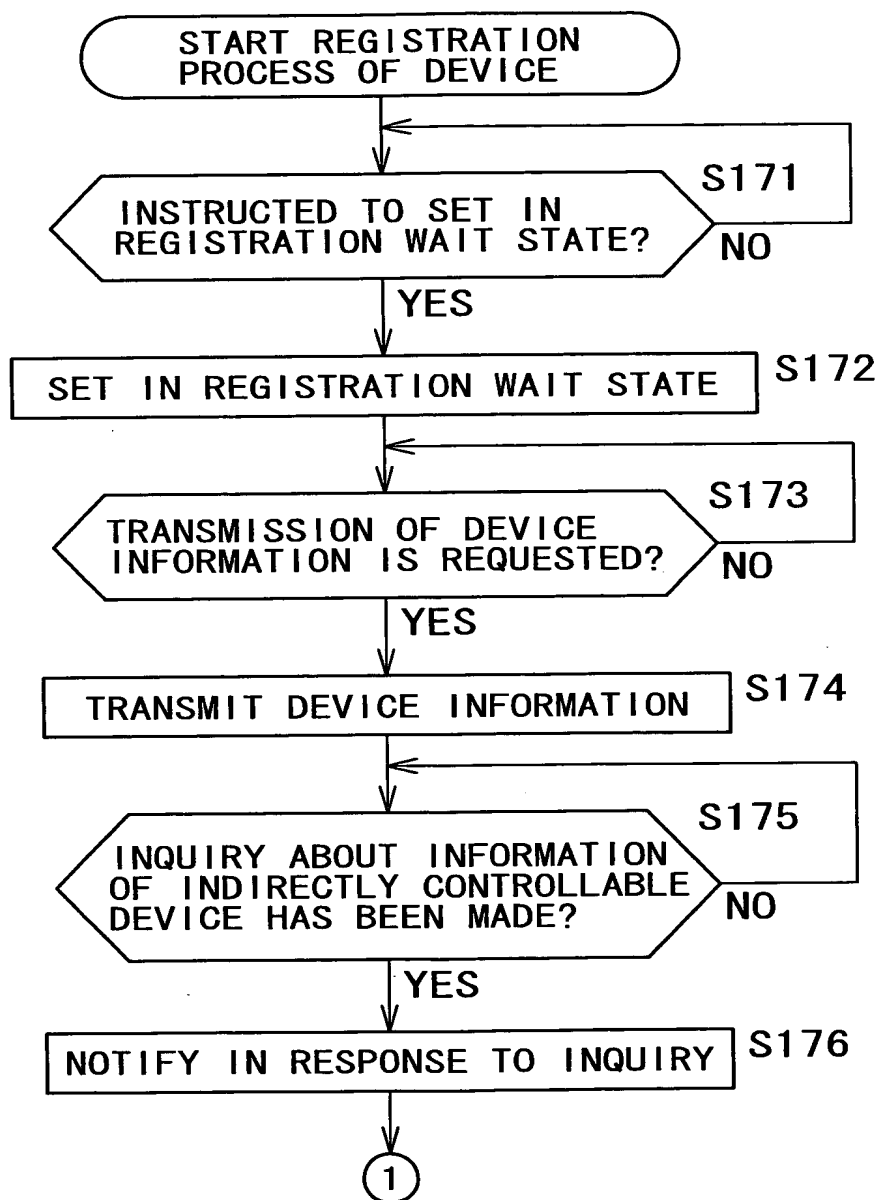 START REGISTRATION
PROCESS OF DEVICE
S171
INSTRUCTED TO SET IN
REGISTRATION WAIT STATE?
NO
YES
SET IN REGISTRATION WAIT STATE
S172
S173
TRANSMISSION OF DEVICE
INFORMATION IS REQUESTED?
NO
YES
TRANSMIT DEVICE INFORMATION
S174
S175
INQUIRY ABOUT INFORMATION
OF INDIRECTLY CONTROLLABLE
DEVICE HAS BEEN MADE?
NO
YES
NOTIFY IN RESPONSE TO INQUIRY
S176
1